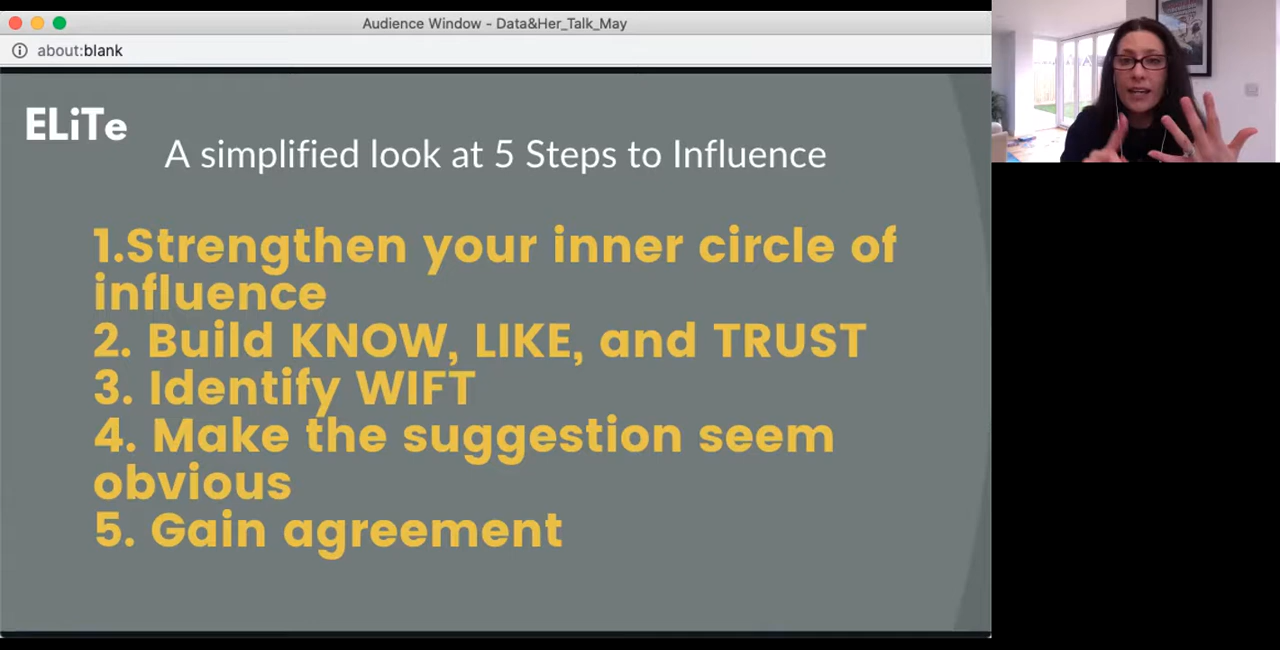 Audience Window - Data&Her_Talk_May
about:blank
ELiTe
A simplified look at 5 Steps to Influence
1.Strengthen your inner circle of
influence
2. Build KNOW, LIKE, and TRUST
3. Identify WIFT
4. Make the suggestion seem
obvious
5. Gain agreement